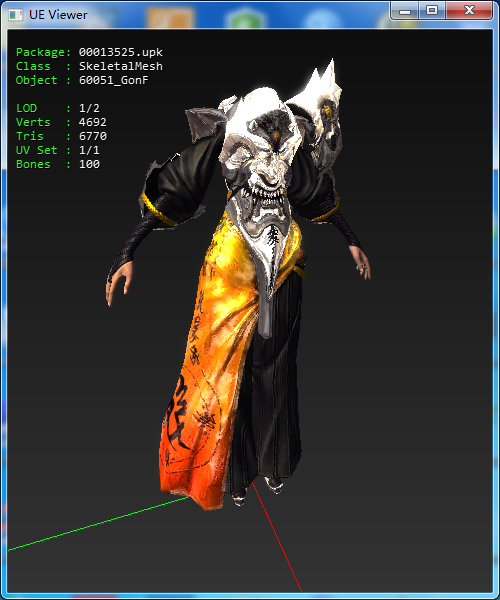 UE Viewer
Package: 00013525.upk
Class : SkeletalMesh
Object : 60051_GonF
LOD : 1/2
Verts : 4692
Tris : 6770
UV Set : 1/1
Bones : 100